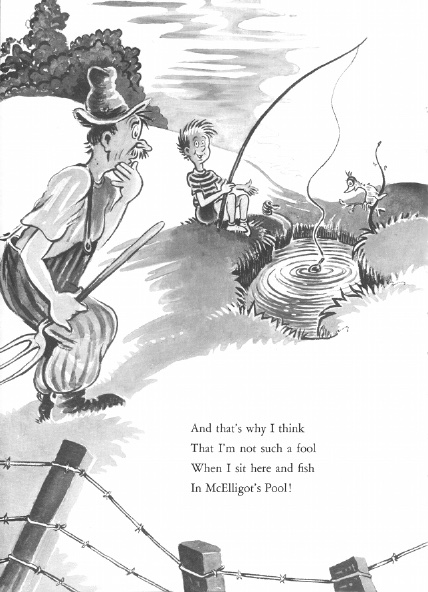 And that's why I think
That I'm not such a fool
When I sit here and fish
In McElligot's Pool!